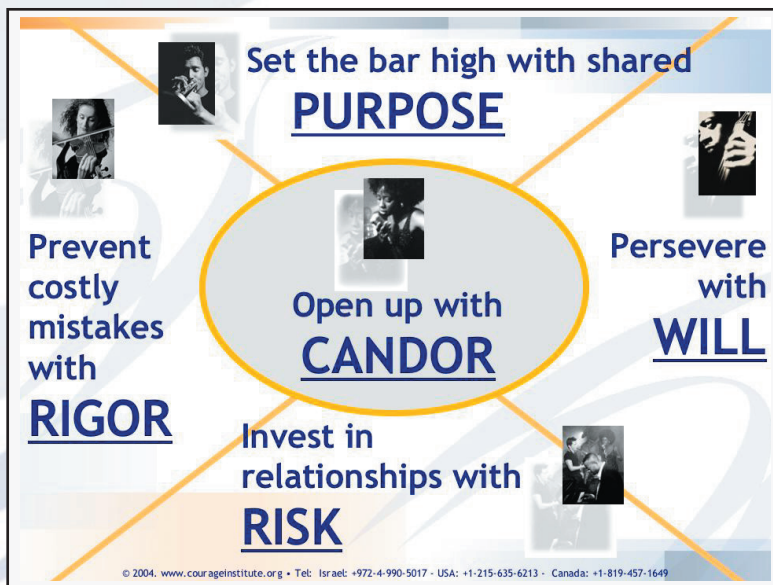 Set the bar high with shared
PURPOSE
Prevent
costly
mistakes
with
RIGOR
Open up with
CANDOR
Persevere
with
WILL
Invest in
relationships with
RISK
© 2004. www.courageinstitute.org • Tel: Israel: +972-4-990-5017 - USA: +1-215-635-6213 - Canada: +1-819-457-1649